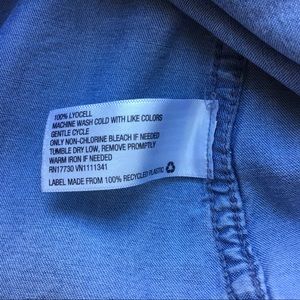 100% LYOCELL
MACHINE WASH COLD WITH LIKE COLORS
GENTLE CYCLE
ONLY NON-CHLORINE BLEACH IF NEEDED
TUMBLE DRY LOW, REMOVE PROMPTLY
WARM IRON IF NEEDED
RN17730 VN1111341
LABEL MADE FROM 100% RECYCLED PLASTIC